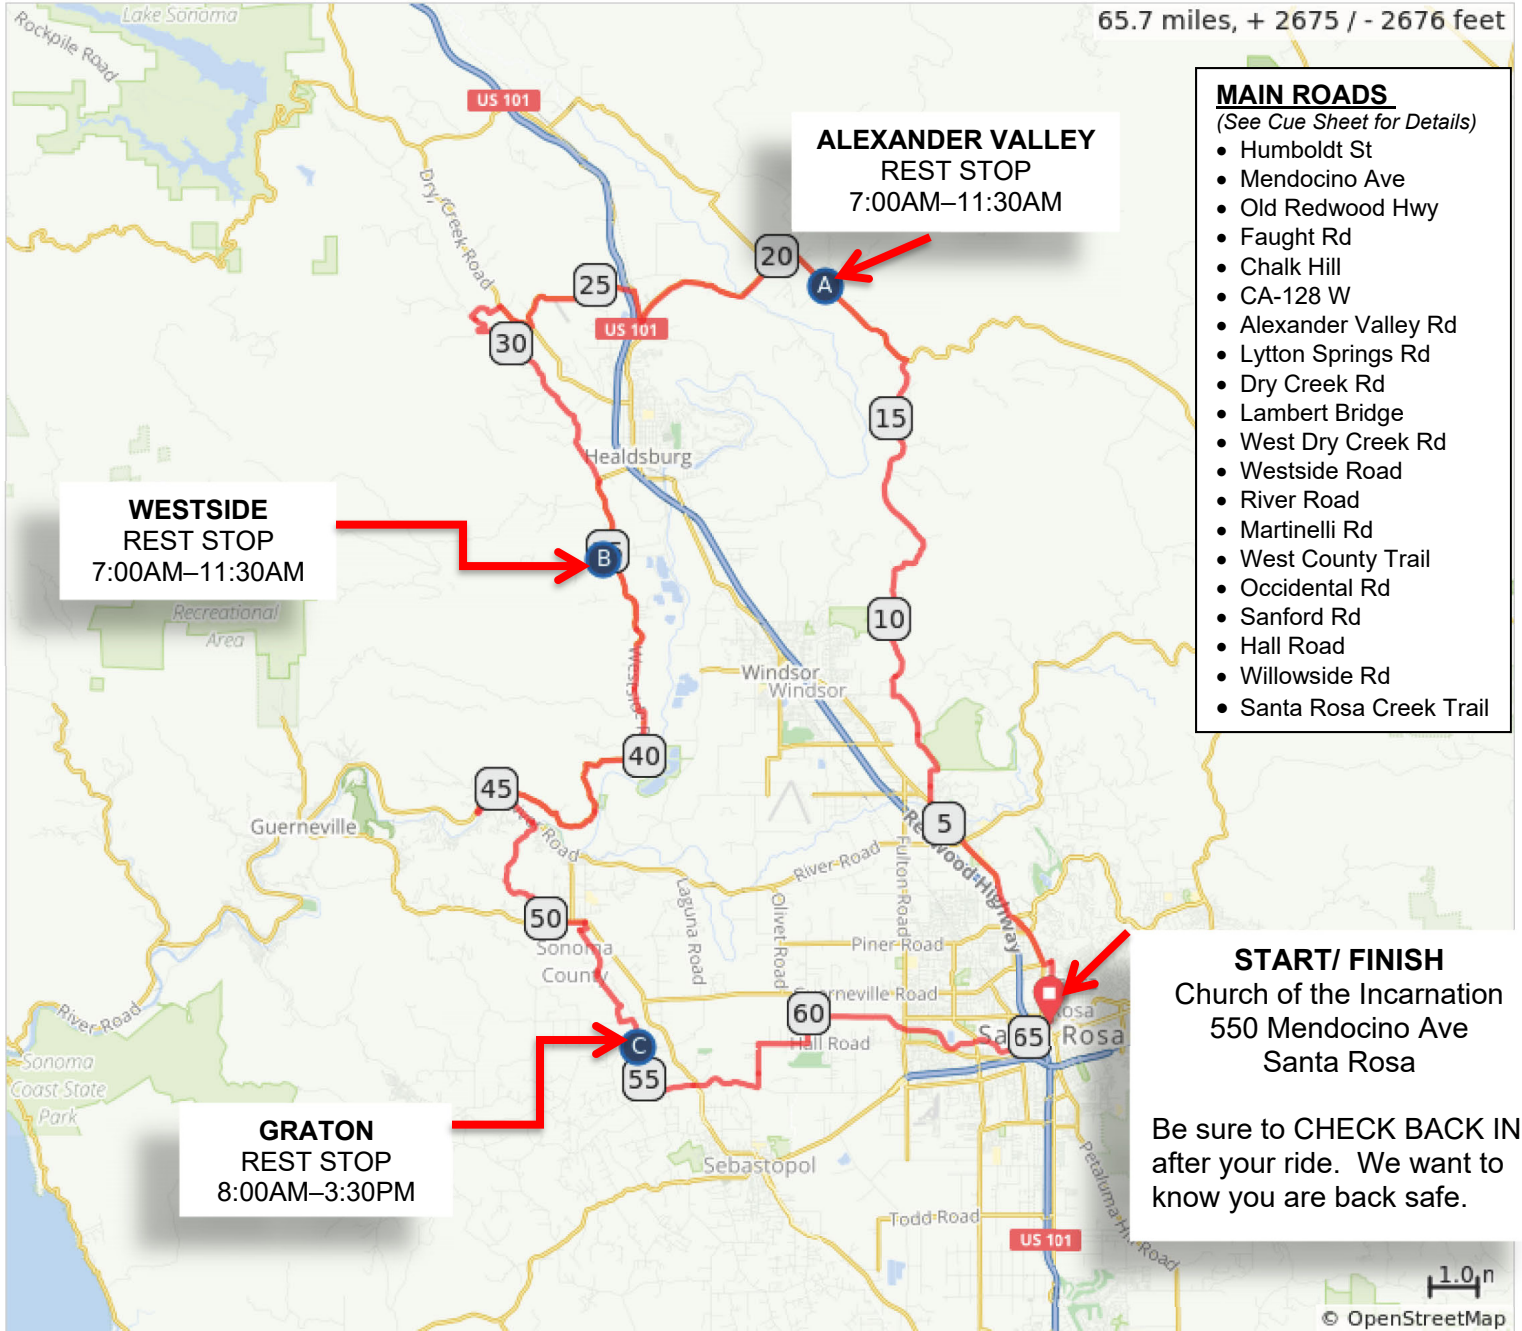 65.7 miles, + 2675 / - 2676 feet
MAIN ROADS
(See Cue Sheet for Details)
• Humboldt St
• Mendocino Ave
• Old Redwood Hwy
• Faught Rd
• Chalk Hill
• CA-128 W
• Alexander Valley Rd
• Lytton Springs Rd
• Dry Creek Rd
• Lambert Bridge
• West Dry Creek Rd
• Westside Road
• River Road
• Martinelli Rd
• West County Trail
• Occidental Rd
• Sanford Rd
• Hall Road
• Willowside Rd
• Santa Rosa Creek Trail
Lake Sonoma
Rockpile Road
US 101
ALEXANDER VALLEY
REST STOP
7:00AM–11:30AM
Dry Creek Road
20
A
25
US 101
30
15
Healdsburg
WESTSIDE
REST STOP
7:00AM–11:30AM
B
Recreational
Area
10
Windsor
Windsor
40
45
Guerneville
River Road
5
Redwood Highway
River Road
Fulton Road
Laguna Road
Olivet Road
50
Sonoma
County
Piner Road
Guerneville Road
60
Hall Road
65
Rosa
Rosa
River Road
Sonoma
Coast State
Park
C
55
START/ FINISH
Church of the Incarnation
550 Mendocino Ave
Santa Rosa
Be sure to CHECK BACK IN
after your ride. We want to
know you are back safe.
GRATON
REST STOP
8:00AM–3:30PM
Sebastopol
Todd Road
Petaluma Hill Road
US 101
1.0
© OpenStreetMap